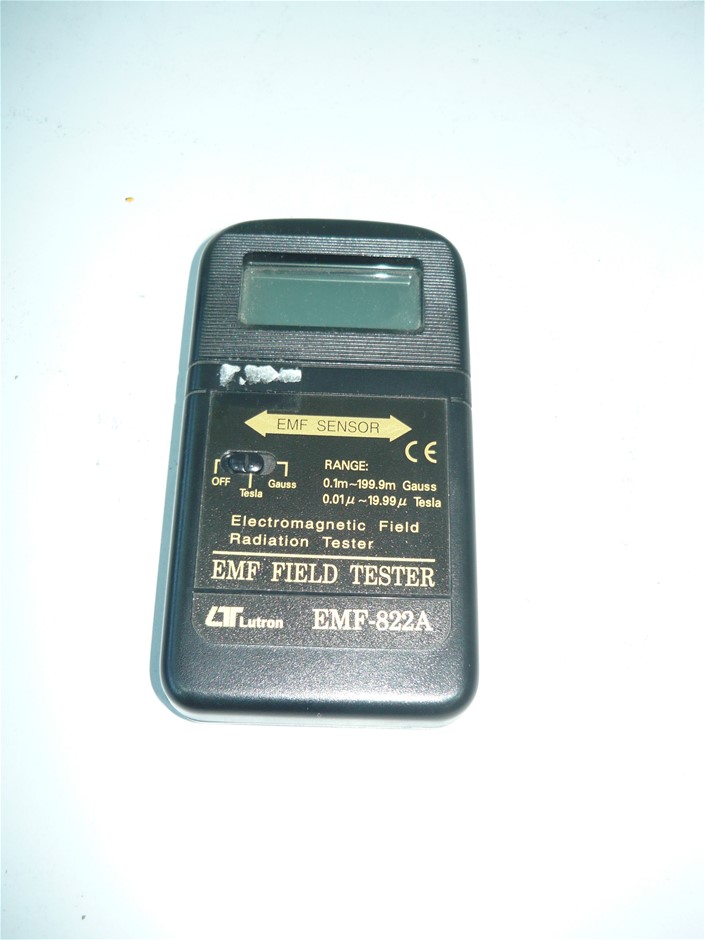 EMF SENSOR
CE
RANGE:
0.1m~199.9m Gauss
0.01μ~19.99μ Tesla
OFF
Tesla
Gauss
Electromagnetic Field
Radiation Tester
EMF FIELD TESTER
LT Lutron
EMF-822A